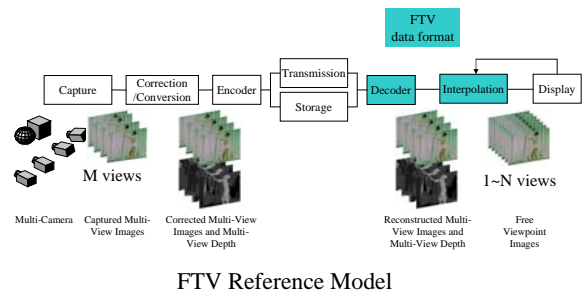 FTV
data format
Transmission
Capture
Correction
/Conversion
Encoder
Storage
Decoder
Interpolation
Display
M views
1~N views
Multi-Camera
Captured Multi-
View Images
Corrected Multi-View
Images and Multi-
View Depth
Reconstructed Multi-
View Images and
Multi-View Depth
Free
Viewpoint
Images
FTV Reference Model